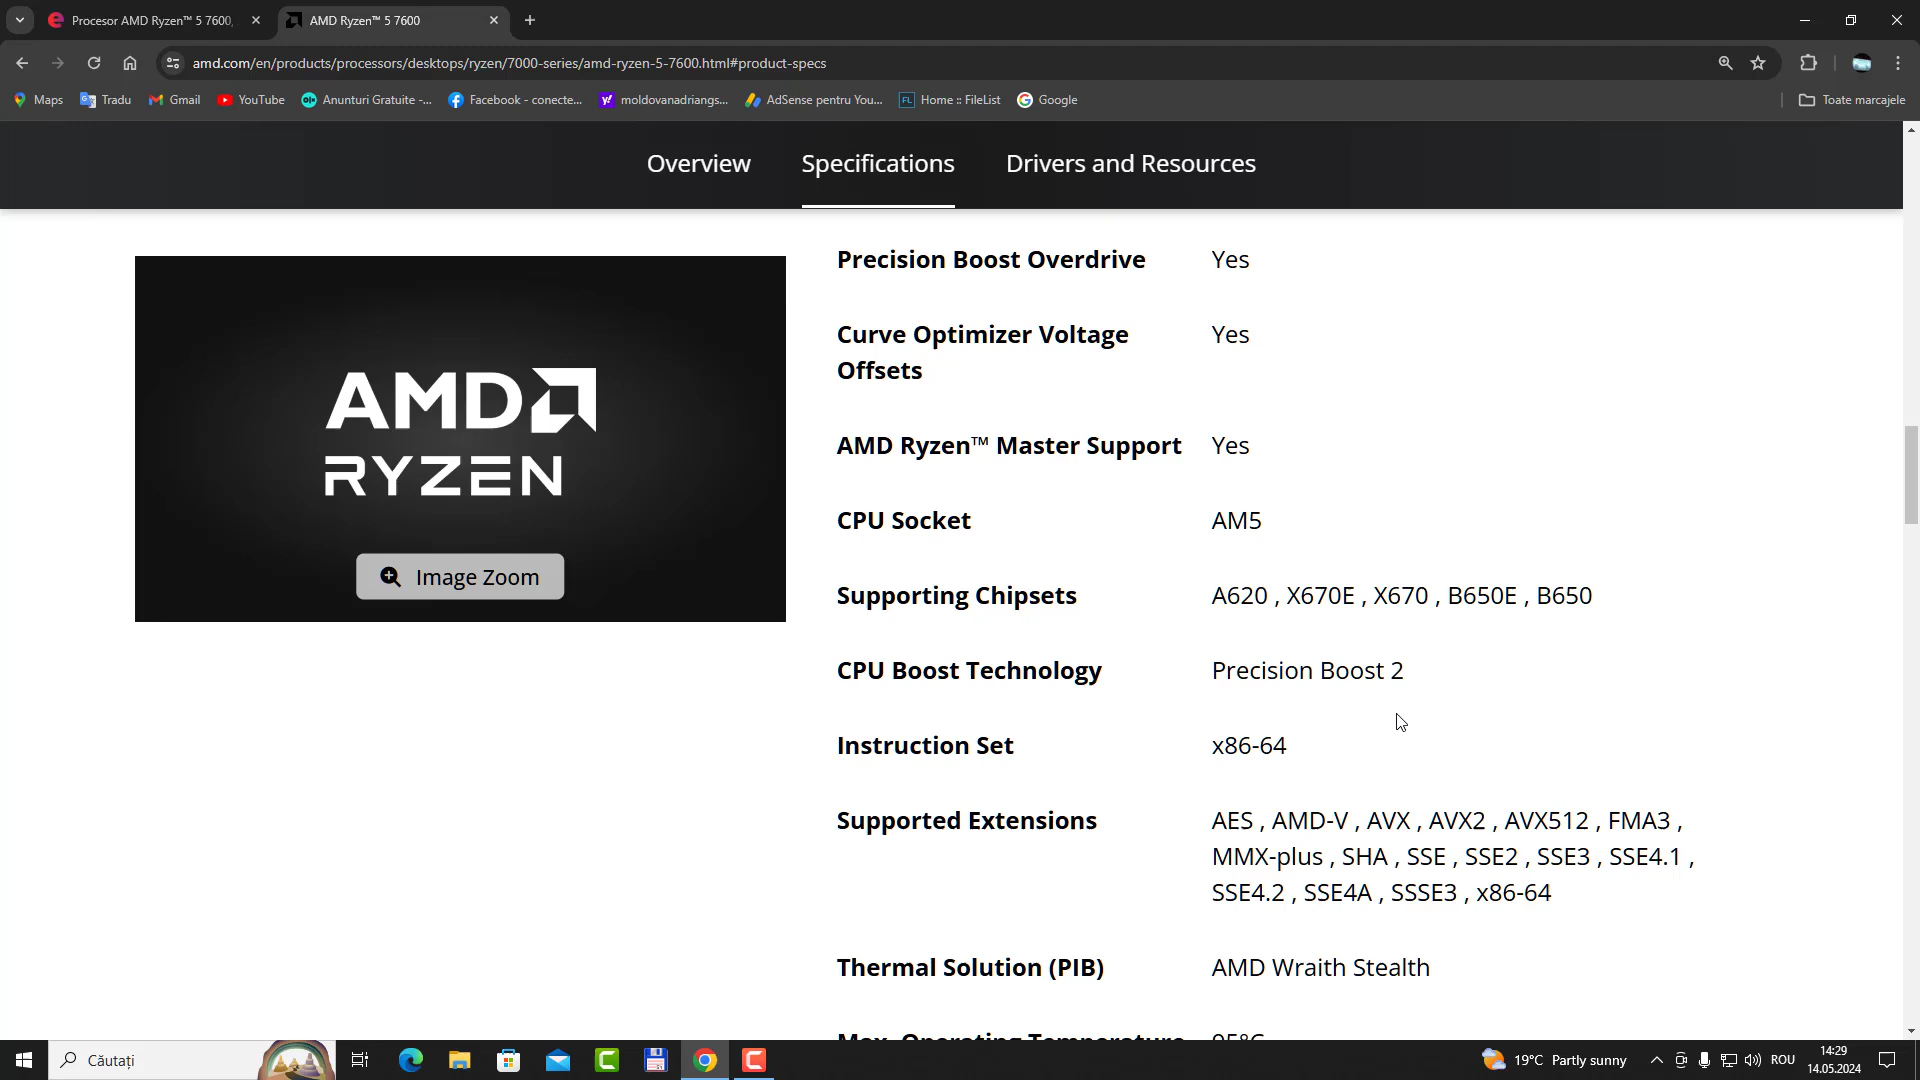 Procesor AMD Ryzen™ 5 7600,
AMD Ryzen™ 5 7600
amd.com/en/products/processors/desktops/ryzen/7000-series/amd-ryzen-5-7600.html#product-specs
Maps
Tradu
Gmail
YouTube
Anunturi Gratuite -...
Facebook - conecte...
moldovanadriangs...
AdSense pentru You...
FL
Home :: FileList
Google
Toate marcajele
Overview
Specifications
Drivers and Resources
AMD
RYZEN
Image Zoom
Precision Boost Overdrive Yes
Curve Optimizer Voltage Yes
Offsets
AMD Ryzen™ Master Support Yes
CPU Socket AM5
Supporting Chipsets A620 , X670E , X670 , B650E , B650
CPU Boost Technology Precision Boost 2
Instruction Set x86-64
Supported Extensions AES , AMD-V , AVX , AVX2 , AVX512 , FMA3 ,
MMX-plus , SHA , SSE , SSE2 , SSE3 , SSE4.1 ,
SSE4.2 , SSE4A , SSSE3 , x86-64
Thermal Solution (PIB) AMD Wraith Stealth
Max. Operating Temperature 95°C
Căutați
19°C Partly sunny
ROU
14:29
14.05.2024